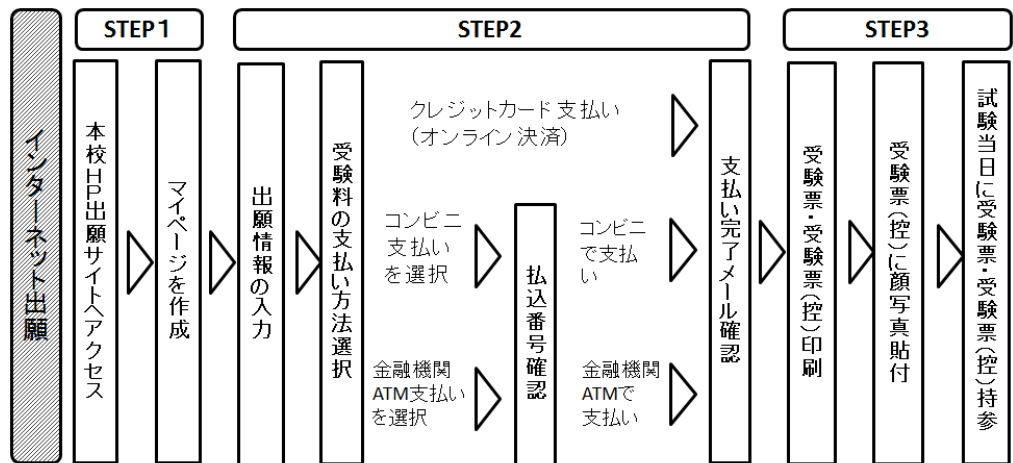 インターネット出願
STEP1
本校HP出願サイトへアクセス
マイページを作成
STEP2
出願情報の入力
受験料の支払い方法選択
クレジットカード 支払い
（オンライン 決済）
コンビニ
支払い
を選択
金融機関
ATM支払い
を選択
払込番号確認
コンビニ
で支払
い
金融機関
ATMで
支払い
支払い完了メール確認
STEP3
受験票・受験票(控)印刷
受験票(控)に顔写真貼付
試験当日に受験票・受験票(控)持参